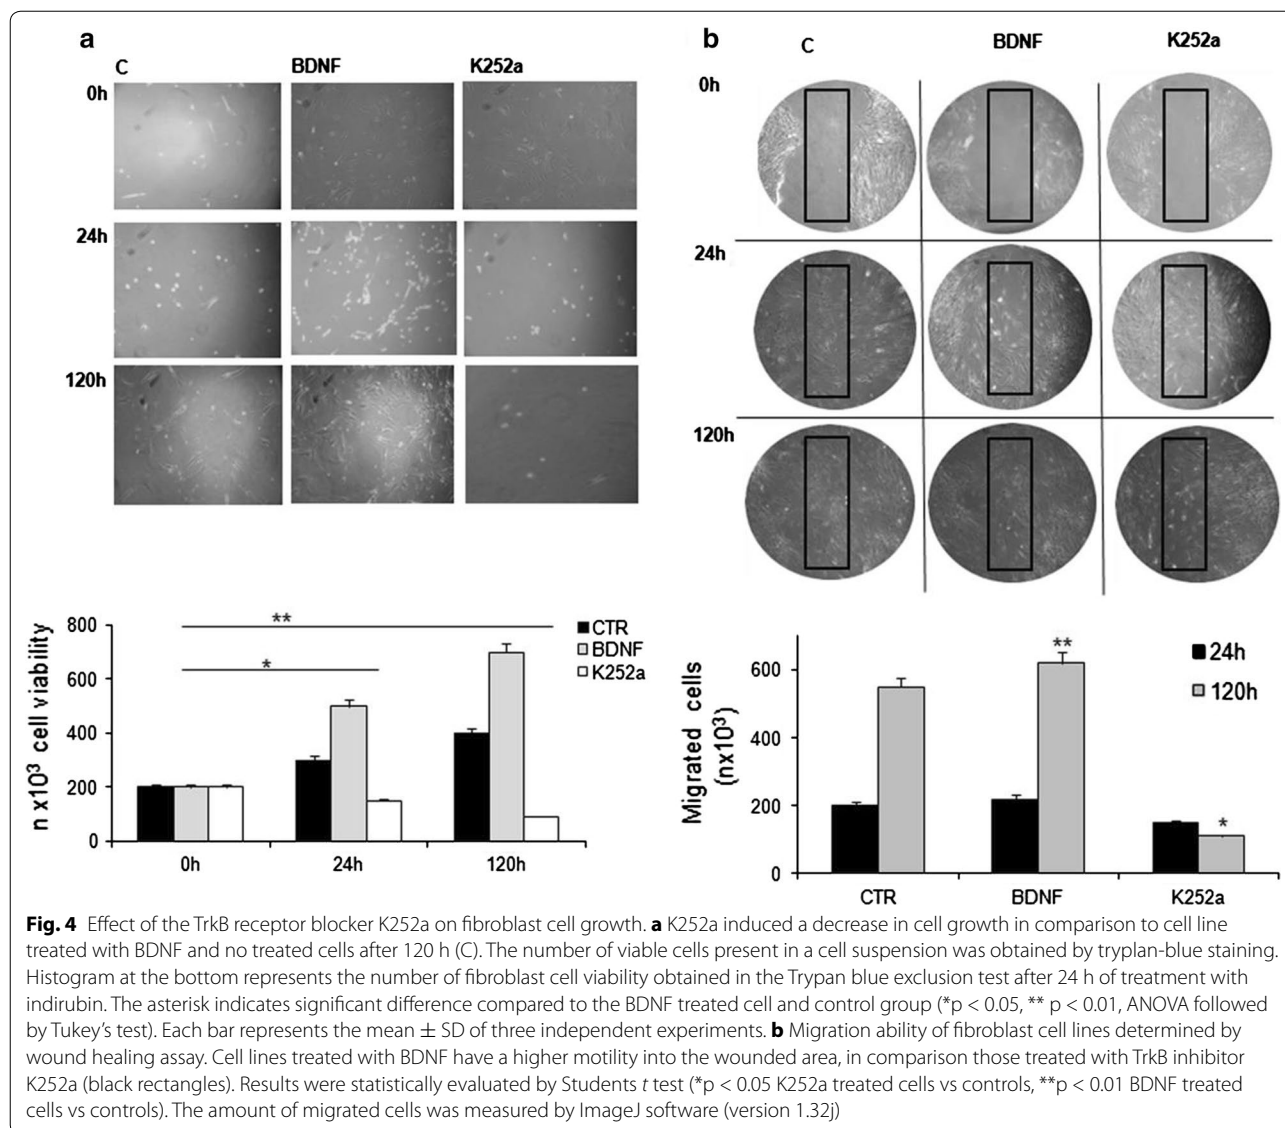 a
C BDNF K252a
0h
24h
120h
n x10³ cell viability
800
600
400
200
0
**
*
CTR
BDNF
K252a
0h 24h 120h
b
C BDNF K252a
0h
24h
120h
Migrated cells
(nx10³)
600
400
200
0
**
*
24h
120h
CTR BDNF K252a
Fig. 4 Effect of the TrkB receptor blocker K252a on fibroblast cell growth. a K252a induced a decrease in cell growth in comparison to cell line
treated with BDNF and no treated cells after 120 h (C). The number of viable cells present in a cell suspension was obtained by tryplan-blue staining.
Histogram at the bottom represents the number of fibroblast cell viability obtained in the Trypan blue exclusion test after 24 h of treatment with
indirubin. The asterisk indicates significant difference compared to the BDNF treated cell and control group (*p < 0.05, ** p < 0.01, ANOVA followed
by Tukey's test). Each bar represents the mean ± SD of three independent experiments. b Migration ability of fibroblast cell lines determined by
wound healing assay. Cell lines treated with BDNF have a higher motility into the wounded area, in comparison those treated with TrkB inhibitor
K252a (black rectangles). Results were statistically evaluated by Students t test (*p < 0.05 K252a treated cells vs controls, **p < 0.01 BDNF treated
cells vs controls). The amount of migrated cells was measured by ImageJ software (version 1.32j)